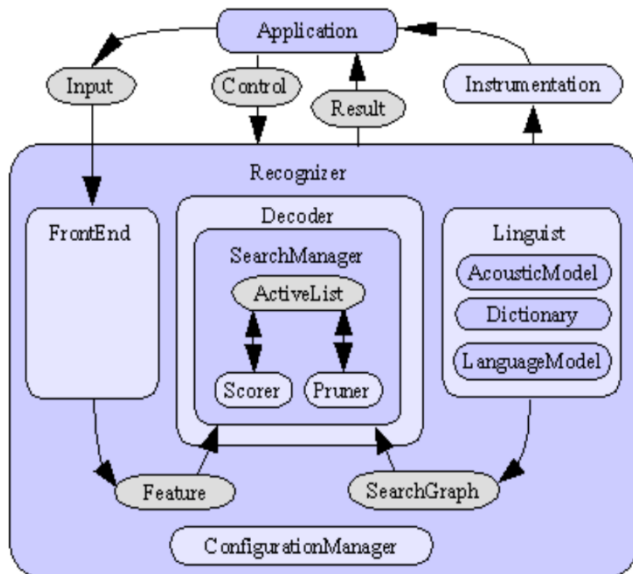 Application
Input
Control
Result
Instrumentation
Recognizer
FrontEnd
Decoder
SearchManager
ActiveList
Scorer
Pruner
Linguist
AcousticModel
Dictionary
LanguageModel
Feature
SearchGraph
ConfigurationManager